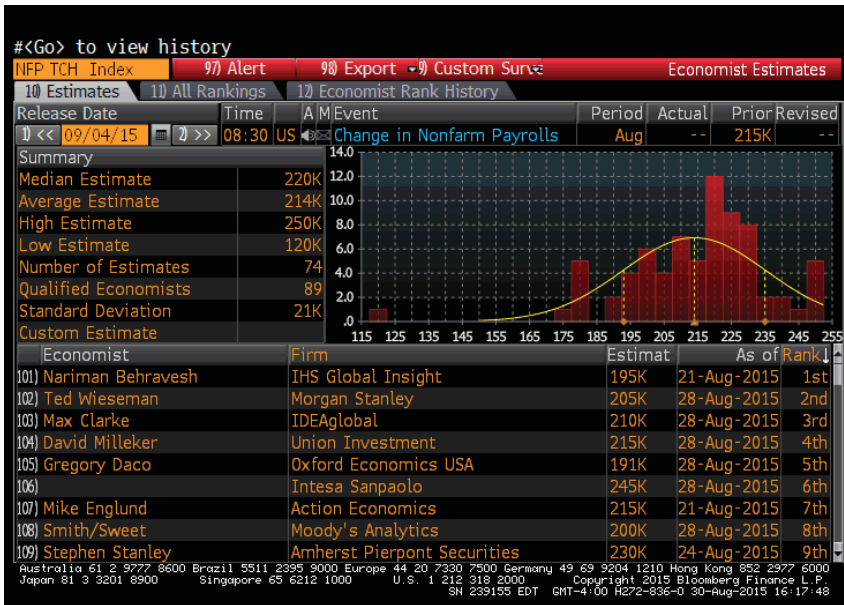 #<Go> to view history
NFP TCH Index 97) Alert 98) Export 9) Custom Surve Economist Estimates
10) Estimates 11) All Rankings 12) Economist Rank History
Release Date Time A M Event Period Actual Prior Revised
1) << 09/04/15 2) >> 08:30 US Change in Nonfarm Payrolls Aug -- 215K --
Summary
Median Estimate 220K
Average Estimate 214K
High Estimate 250K
Low Estimate 120K
Number of Estimates 74
Qualified Economists 89
Standard Deviation 21K
Custom Estimate
14.0
12.0
10.0
8.0
6.0
4.0
2.0
.0
115 125 135 145 155 165 175 185 195 205 215 225 235 245 255
Economist Firm Estimat As of Rank↓
101) Nariman Behravesh IHS Global Insight 195K 21-Aug-2015 1st
102) Ted Wieseman Morgan Stanley 205K 28-Aug-2015 2nd
103) Max Clarke IDEAglobal 210K 28-Aug-2015 3rd
104) David Milleker Union Investment 215K 28-Aug-2015 4th
105) Gregory Daco Oxford Economics USA 191K 28-Aug-2015 5th
106) Intesa Sanpaolo 245K 28-Aug-2015 6th
107) Mike Englund Action Economics 215K 21-Aug-2015 7th
108) Smith/Sweet Moody's Analytics 200K 28-Aug-2015 8th
109) Stephen Stanley Amherst Pierpont Securities 230K 24-Aug-2015 9th
Australia 61 2 9777 8600 Brazil 5511 2395 9000 Europe 44 20 7330 7500 Germany 49 69 9204 1210 Hong Kong 852 2977 6000
Japan 81 3 3201 8900 Singapore 65 6212 1000 U.S. 1 212 318 2000 Copyright 2015 Bloomberg Finance L.P.
SN 239155 EDT GMT-4:00 H272-836-0 30-Aug-2015 16:17:48